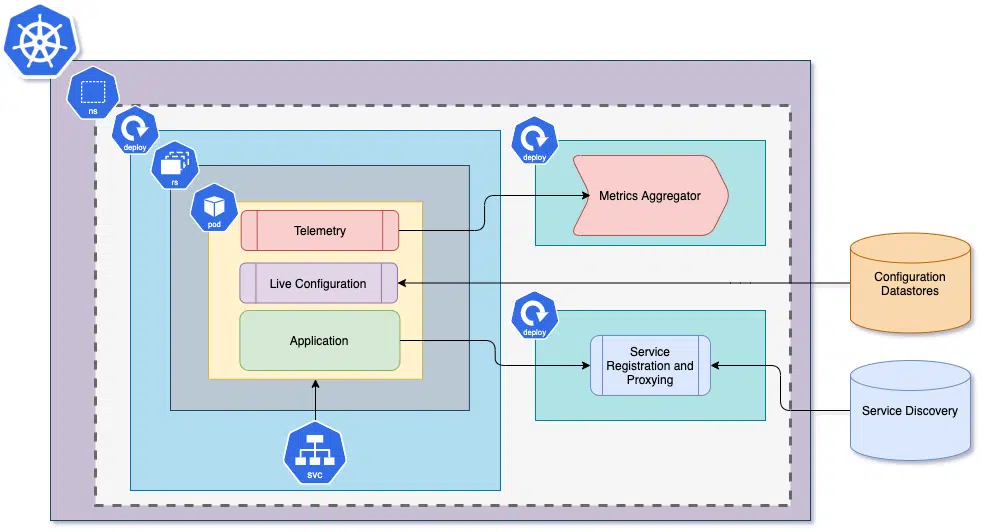 ns
deploy
rs
pod
Telemetry
Live Configuration
Application
svc
deploy
Metrics Aggregator
deploy
Service
Registration and
Proxying
Configuration
Datastores
Service Discovery